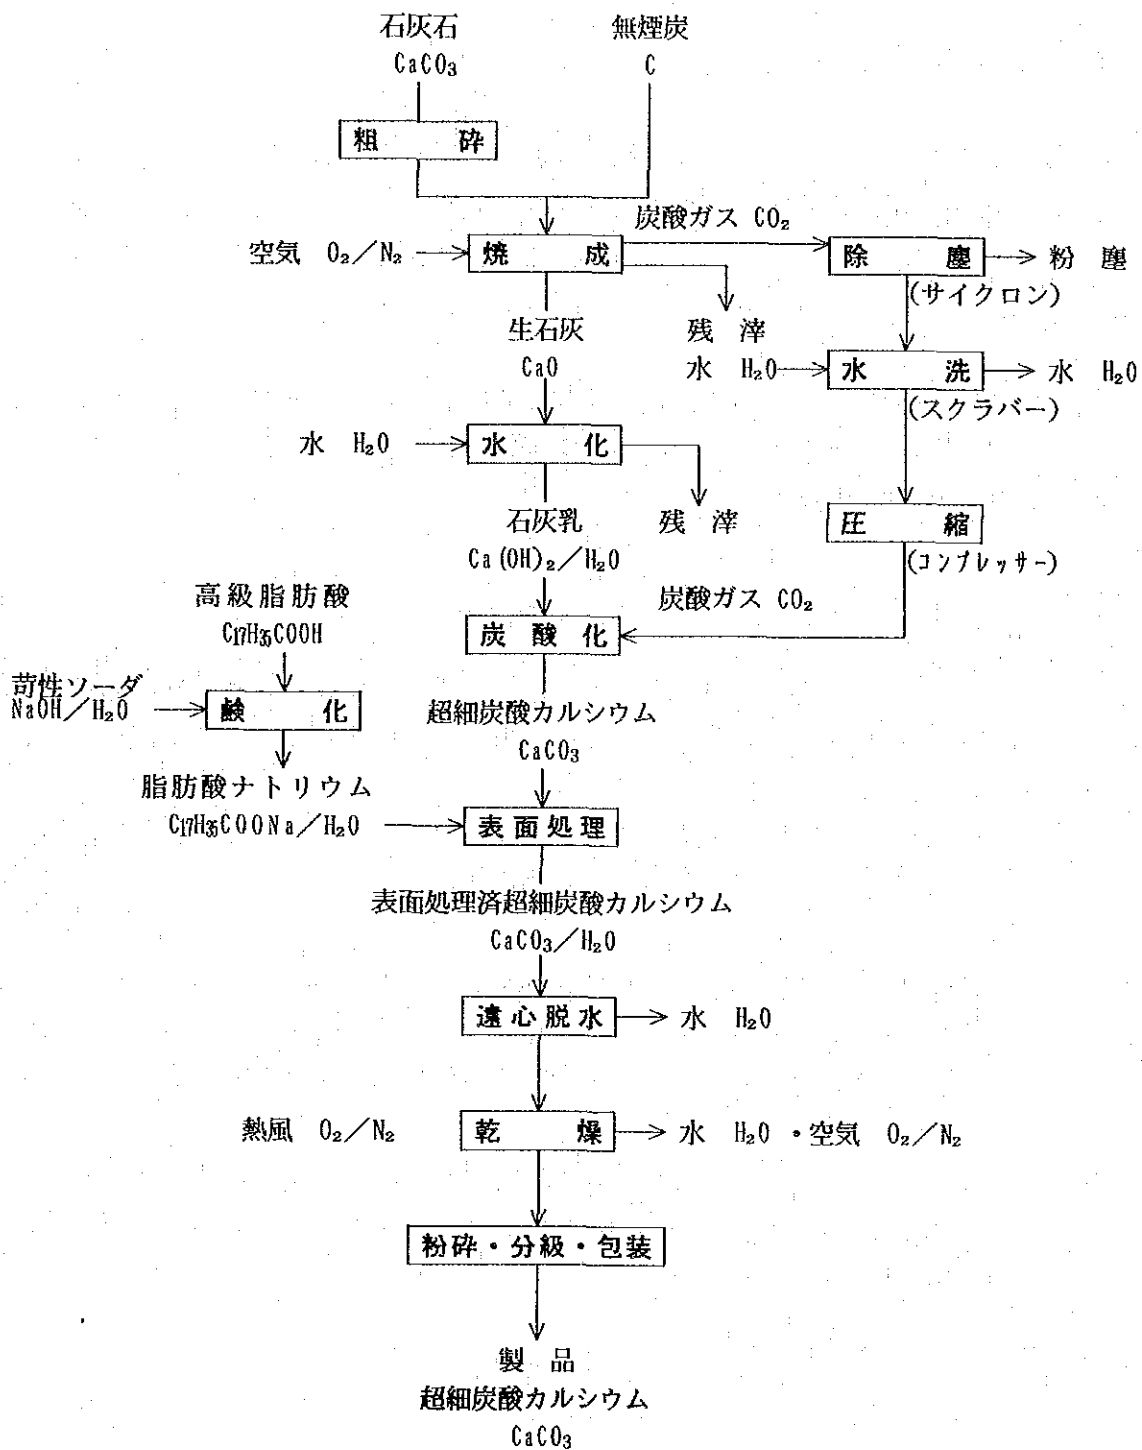 石灰石 無煙炭
CaCO₃ C
粗 砕
炭酸ガス CO₂
空気 O₂／N₂ 焼 成 除 塵 粉 塵
(サイクロン)
生石灰 残 滓
CaO 水 H₂O 水 洗 水 H₂O
(スクラバー)
水 H₂O 水 化
石灰乳 残 滓 圧 縮
Ca(OH)₂／H₂O (コンプレッサー)
高級脂肪酸 炭酸ガス CO₂
C₁₇H₃₅COOH 炭 酸 化
苛性ソーダ
NaOH／H₂O 鹸 化 超細炭酸カルシウム
CaCO₃
脂肪酸ナトリウム
C₁₇H₃₅COONa／H₂O 表面処理
表面処理済超細炭酸カルシウム
CaCO₃／H₂O
遠心脱水 水 H₂O
熱風 O₂／N₂ 乾 燥 水 H₂O ・空気 O₂／N₂
粉砕・分級・包装
製 品
超細炭酸カルシウム
CaCO₃